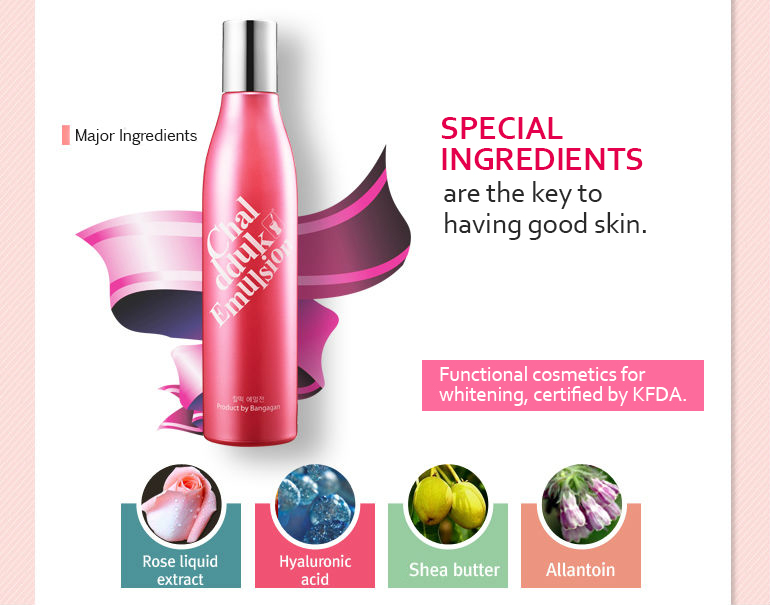 Major Ingredients
SPECIAL
INGREDIENTS
are the key to
having good skin.
Chal
dduk
Emulsion
찰떡 에멀전
Product by Bangagan
Functional cosmetics for
whitening, certified by KFDA.
Rose liquid
extract
Hyaluronic
acid
Shea butter
Allantoin